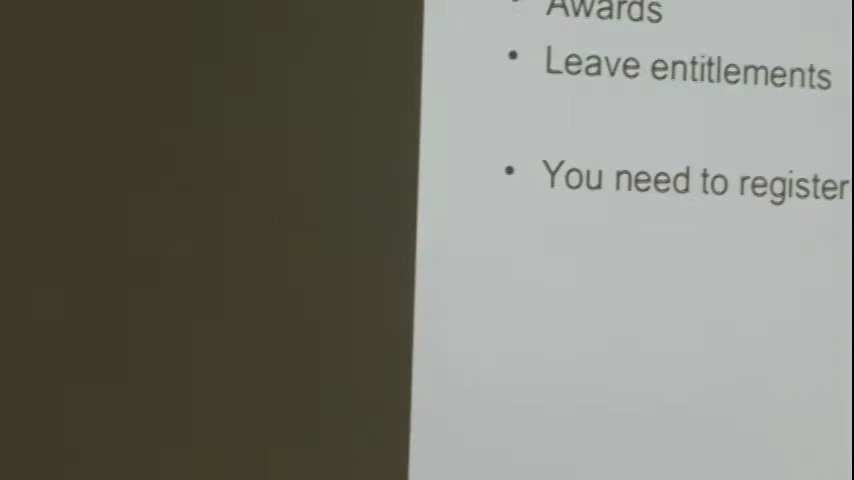 • Awards
• Leave entitlements
• You need to register